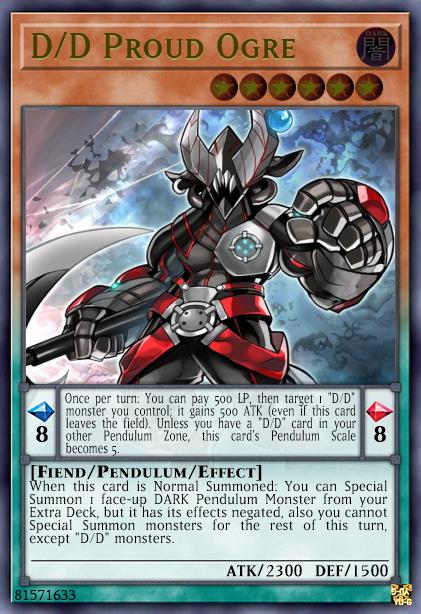 D/D Proud Ogre
DARK
闇
Once per turn: You can pay 500 LP, then target 1 "D/D"
monster you control; it gains 500 ATK (even if this card
leaves the field). Unless you have a "D/D" card in your
other Pendulum Zone, this card's Pendulum Scale
becomes 5.
8
8
[Fiend/Pendulum/Effect]
When this card is Normal Summoned: You can Special
Summon 1 face-up DARK Pendulum Monster from your
Extra Deck, but it has its effects negated, also you cannot
Special Summon monsters for the rest of this turn,
except "D/D" monsters.
ATK/2300 DEF/1500
81571633